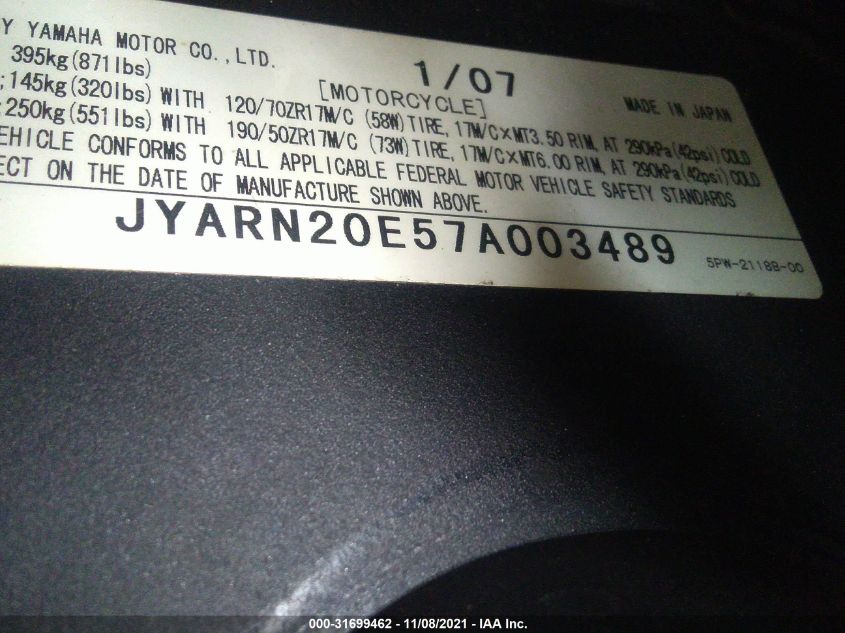 Y YAMAHA MOTOR CO.,LTD.
1/07
395kg(871lbs)
[MOTORCYCLE]
MADE IN JAPAN
;145kg(320lbs) WITH 120/70ZR17M/C (58W)TIRE, 17M/C×MT3.50 RIM, AT 290kPa(42psi)COLD
;250kg(551lbs) WITH 190/50ZR17M/C (73W)TIRE, 17M/C×MT6.00 RIM, AT 290kPa(42psi)COLD
EHICLE CONFORMS TO ALL APPLICABLE FEDERAL MOTOR VEHICLE SAFETY STANDARDS
ECT ON THE DATE OF MANUFACTURE SHOWN ABOVE.
JYARN20E57A003489
5PW-2118B-00
000-31699462 - 11/08/2021 - IAA Inc.